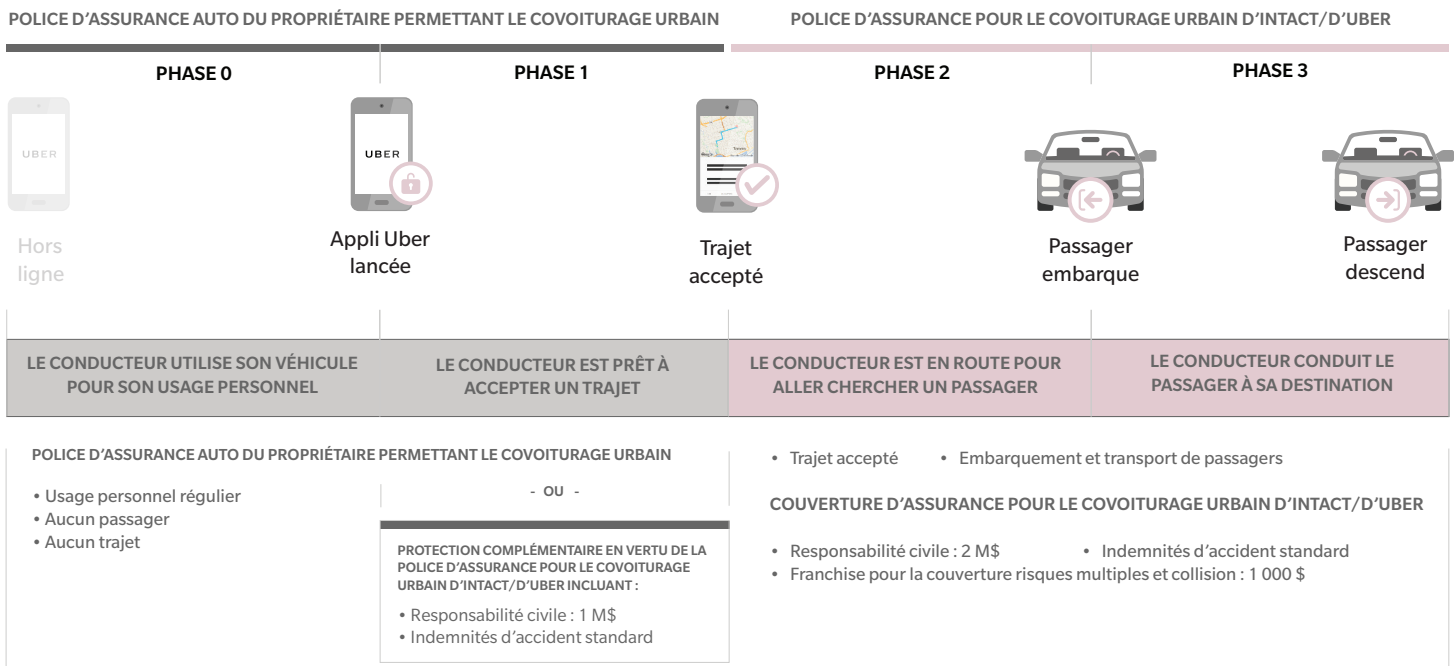 POLICE D'ASSURANCE AUTO DU PROPRIÉTAIRE PERMETTANT LE COVOITURAGE URBAIN
POLICE D'ASSURANCE POUR LE COVOITURAGE URBAIN D'INTACT/D'UBER
PHASE 0
PHASE 1
PHASE 2
PHASE 3
UBER
UBER
Hors
ligne
Appli Uber
lancée
Trajet
accepté
Passager
embarque
Passager
descend
LE CONDUCTEUR UTILISE SON VÉHICULE
POUR SON USAGE PERSONNEL
LE CONDUCTEUR EST PRÊT À
ACCEPTER UN TRAJET
LE CONDUCTEUR EST EN ROUTE POUR
ALLER CHERCHER UN PASSAGER
LE CONDUCTEUR CONDUIT LE
PASSAGER À SA DESTINATION
POLICE D'ASSURANCE AUTO DU PROPRIÉTAIRE PERMETTANT LE COVOITURAGE URBAIN
• Usage personnel régulier
• Aucun passager
• Aucun trajet
- OU -
PROTECTION COMPLÉMENTAIRE EN VERTU DE LA
POLICE D'ASSURANCE POUR LE COVOITURAGE
URBAIN D'INTACT/D'UBER INCLUANT :
• Responsabilité civile : 1 M$
• Indemnités d'accident standard
• Trajet accepté • Embarquement et transport de passagers
COUVERTURE D'ASSURANCE POUR LE COVOITURAGE URBAIN D'INTACT/D'UBER
• Responsabilité civile : 2 M$ • Indemnités d'accident standard
• Franchise pour la couverture risques multiples et collision : 1 000 $